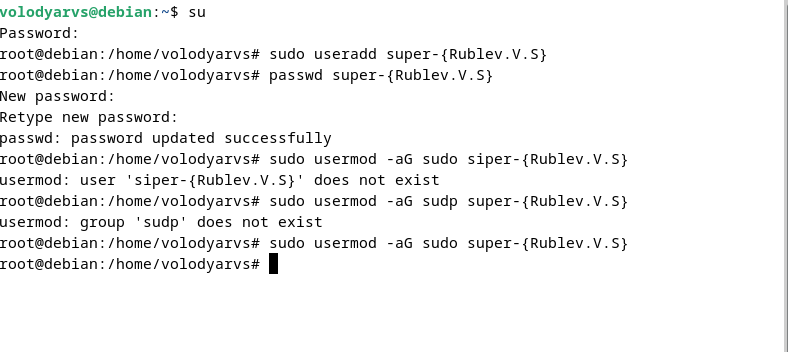 volodyarvs@debian:~$ su
Password:
root@debian:/home/volodyarvs# sudo useradd super-{Rublev.V.S}
root@debian:/home/volodyarvs# passwd super-{Rublev.V.S}
New password:
Retype new password:
passwd: password updated successfully
root@debian:/home/volodyarvs# sudo usermod -aG sudo siper-{Rublev.V.S}
usermod: user 'siper-{Rublev.V.S}' does not exist
root@debian:/home/volodyarvs# sudo usermod -aG sudp super-{Rublev.V.S}
usermod: group 'sudp' does not exist
root@debian:/home/volodyarvs# sudo usermod -aG sudo super-{Rublev.V.S}
root@debian:/home/volodyarvs#